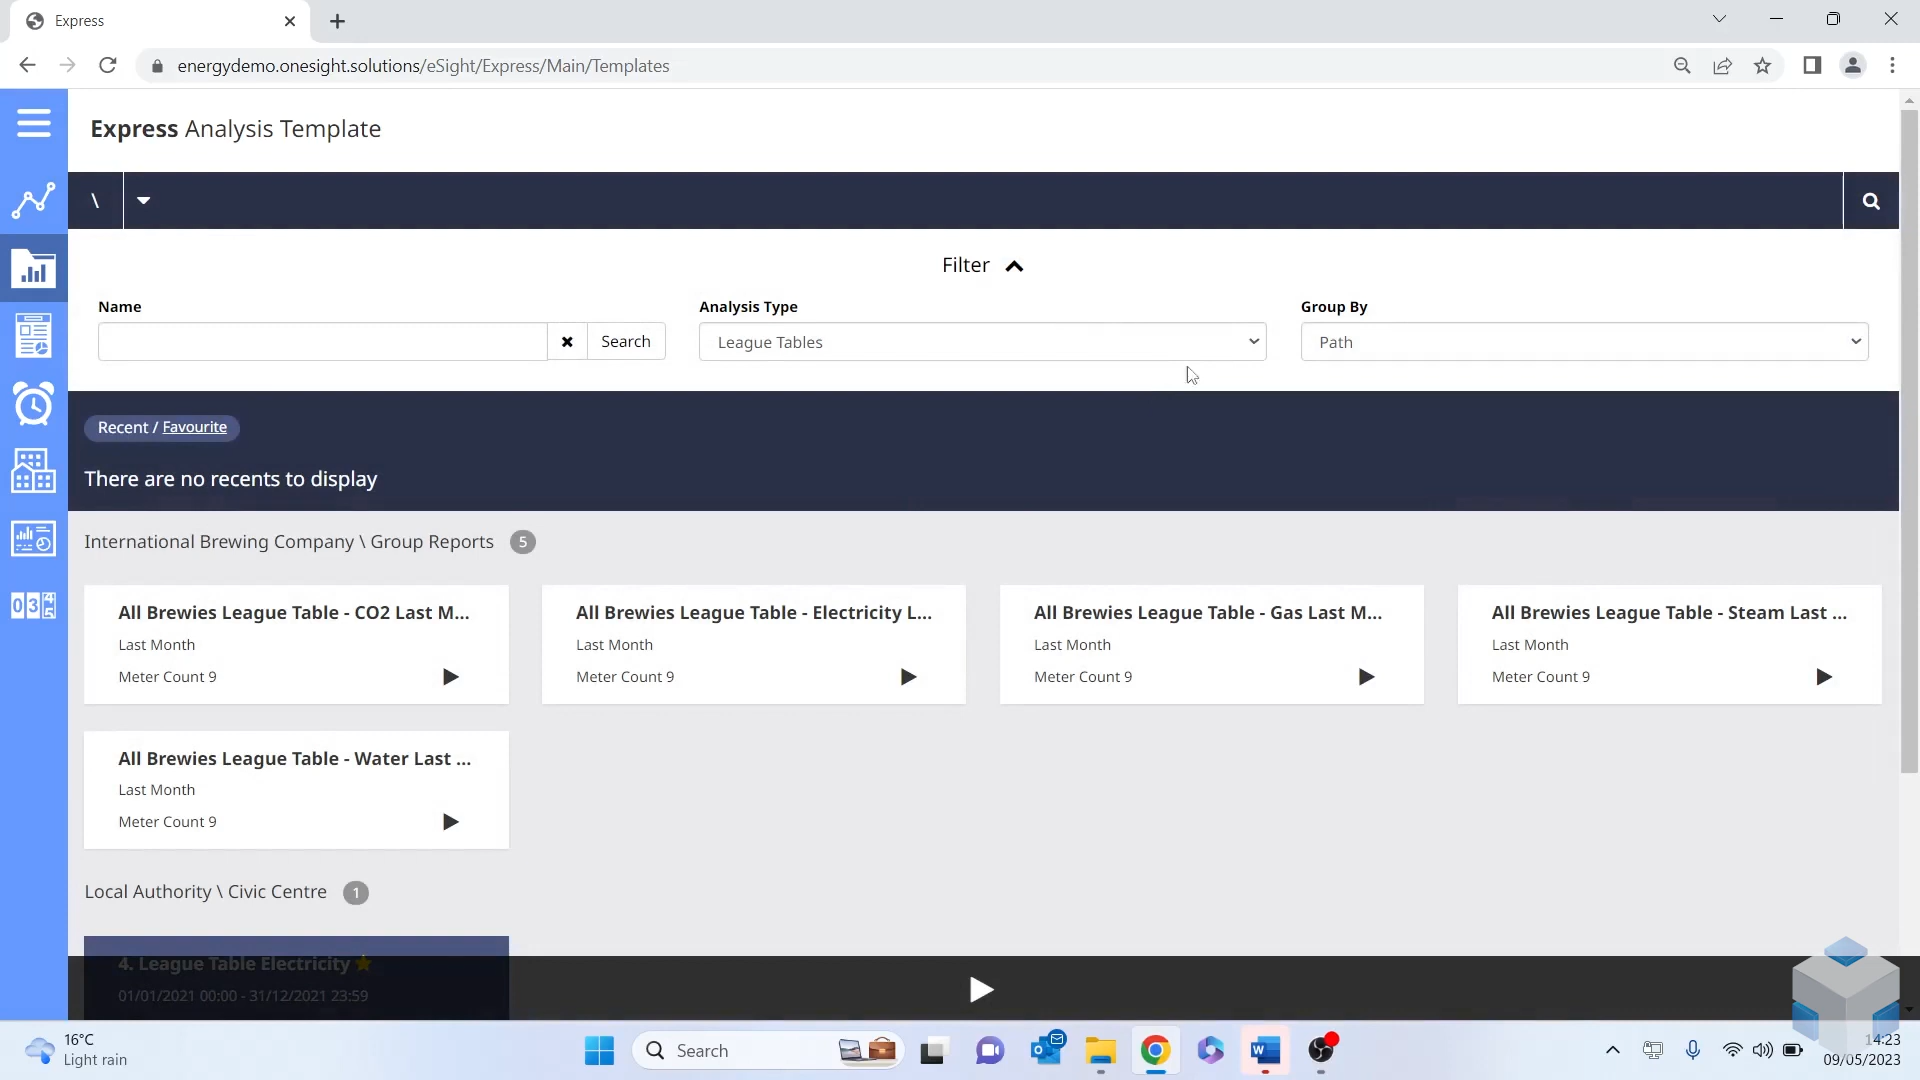 Express
energydemo.onesight.solutions/eSight/Express/Main/Templates
Express Analysis Template
\
Filter
Name
Analysis Type
Group By
Search
League Tables
Path
Recent / Favourite
There are no recents to display
International Brewing Company \ Group Reports 5
All Brewies League Table - CO2 Last M...
Last Month
Meter Count 9
All Brewies League Table - Electricity L...
Last Month
Meter Count 9
All Brewies League Table - Gas Last M...
Last Month
Meter Count 9
All Brewies League Table - Steam Last ...
Last Month
Meter Count 9
All Brewies League Table - Water Last ...
Last Month
Meter Count 9
Local Authority \ Civic Centre 1
4. League Table Electricity
01/01/2021 00:00 - 31/12/2021 23:59
16°C
Light rain
Search
14:23
09/05/2023